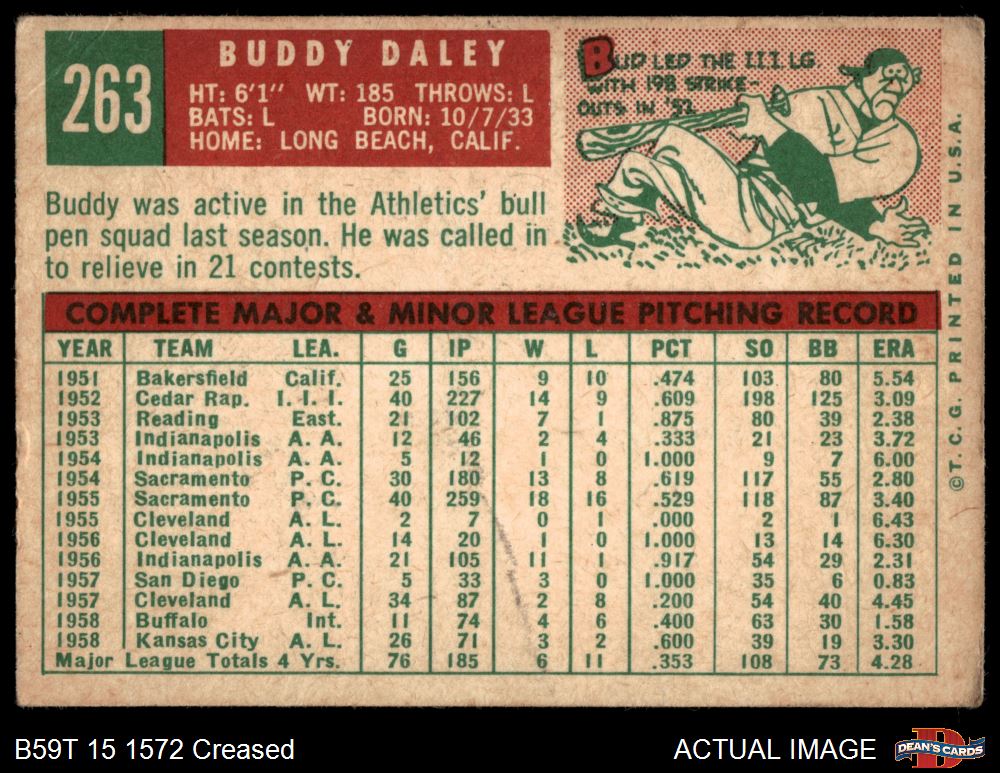 263
BUDDY DALEY
HT: 6'1" WT: 185 THROWS: L
BATS: L BORN: 10/7/33
HOME: LONG BEACH, CALIF.
BUD LED THE III LG
WITH 198 STRIKE-
OUTS IN '52.
Buddy was active in the Athletics' bull
pen squad last season. He was called in
to relieve in 21 contests.
COMPLETE MAJOR & MINOR LEAGUE PITCHING RECORD
YEAR TEAM LEA. G IP W L PCT SO BB ERA
1951 Bakersfield Calif. 25 156 9 10 .474 103 80 5.54
1952 Cedar Rap. I. I. I. 40 227 14 9 .609 198 125 3.09
1953 Reading East. 21 102 7 1 .875 80 39 2.38
1953 Indianapolis A. A. 12 46 2 4 .333 21 23 3.72
1954 Indianapolis A. A. 5 12 1 0 1.000 9 7 6.00
1954 Sacramento P. C. 30 180 13 8 .619 117 55 2.80
1955 Sacramento P. C. 40 259 18 16 .529 118 87 3.40
1955 Cleveland A. L. 2 7 0 1 .000 2 1 6.43
1956 Cleveland A. L. 14 20 1 0 1.000 13 14 6.30
1956 Indianapolis A. A. 21 105 11 1 .917 54 29 2.31
1957 San Diego P. C. 5 33 3 0 1.000 35 6 0.83
1957 Cleveland A. L. 34 87 2 8 .200 54 40 4.45
1958 Buffalo Int. 11 74 4 6 .400 63 30 1.58
1958 Kansas City A. L. 26 71 3 2 .600 39 19 3.30
Major League Totals 4 Yrs. 76 185 6 11 .353 108 73 4.28
©T. C. G. PRINTED IN U.S.A.
B59T 15 1572 Creased
ACTUAL IMAGE
D
DEAN'S CARDS